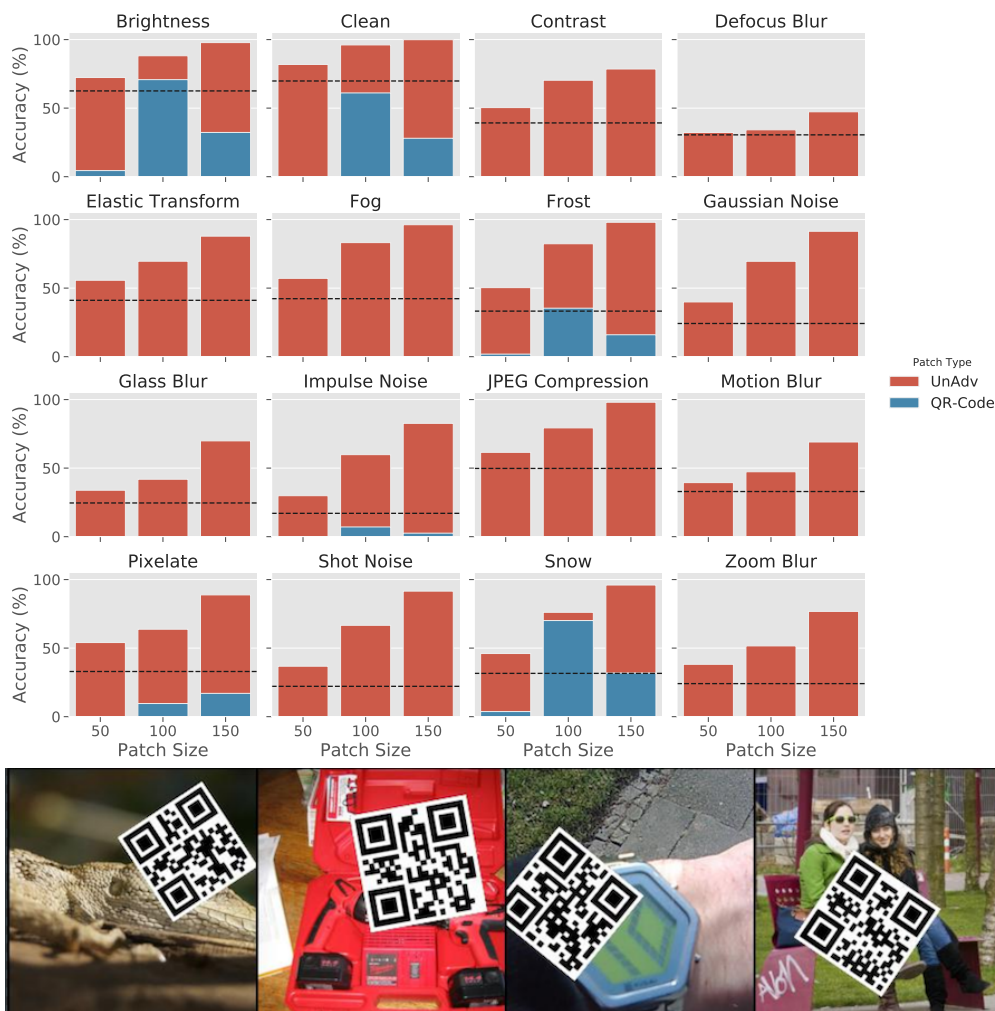 Brightness Clean Contrast Defocus Blur
Accuracy (%)
100
50
0
Elastic Transform Fog Frost Gaussian Noise
Accuracy (%)
100
50
0
Patch Type
UnAdv
QR-Code
Glass Blur Impulse Noise JPEG Compression Motion Blur
Accuracy (%)
100
50
0
Pixelate Shot Noise Snow Zoom Blur
Accuracy (%)
100
50
0
50 100 150 50 100 150 50 100 150 50 100 150
Patch Size Patch Size Patch Size Patch Size